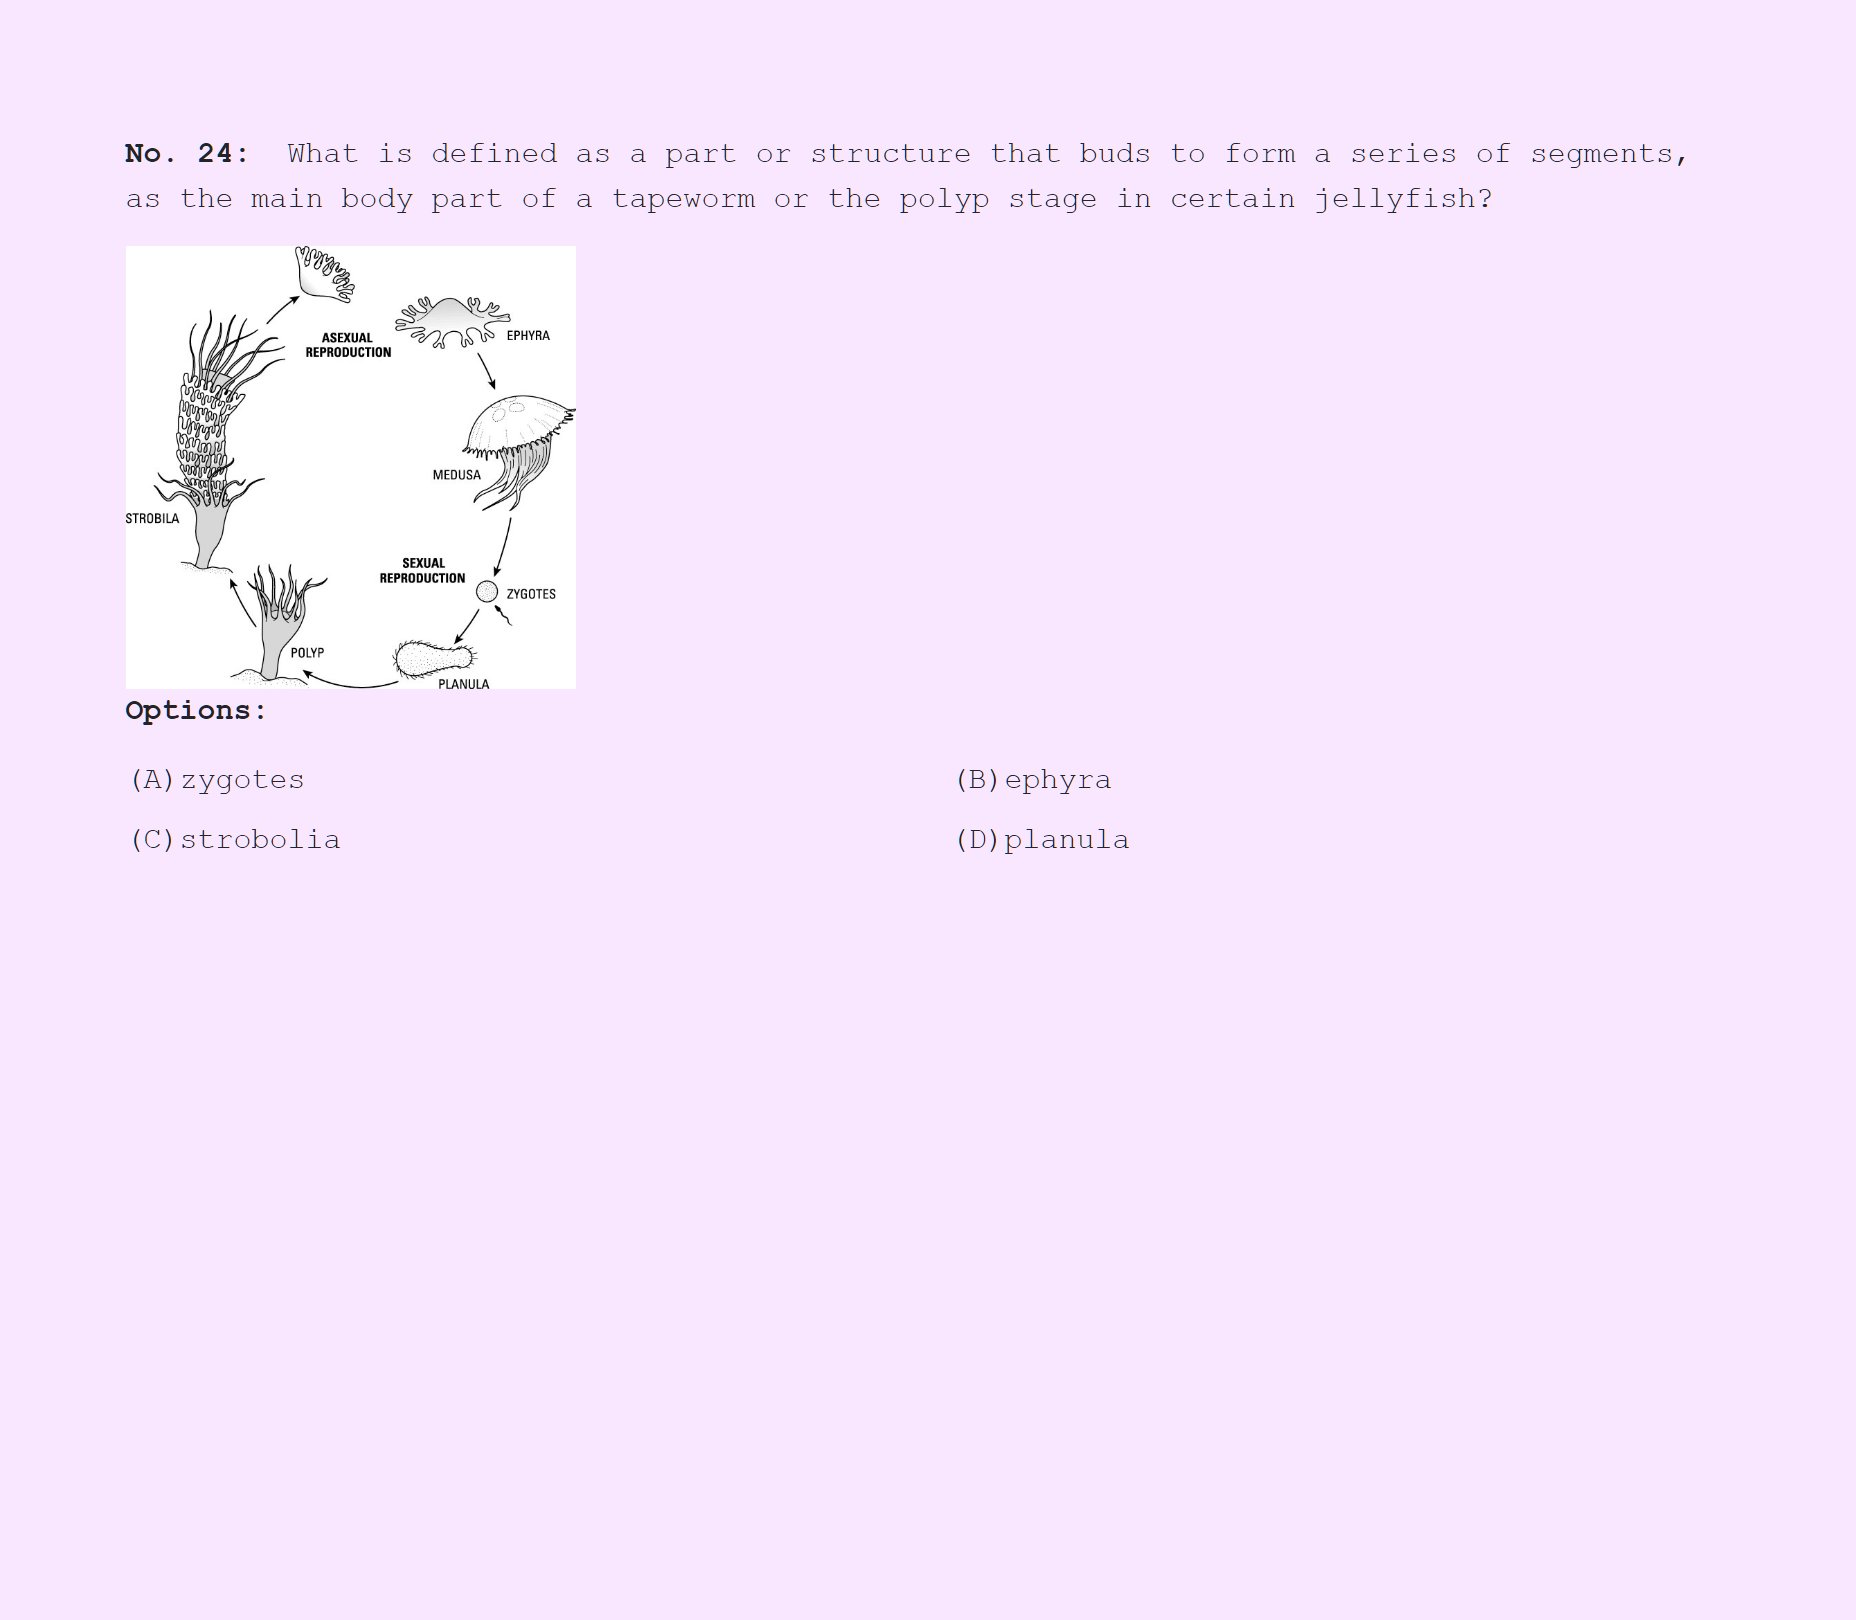 No. 24: What is defined as a part or structure that buds to form a series of segments,
as the main body part of a tapeworm or the polyp stage in certain jellyfish?
ASEXUAL
REPRODUCTION
EPHYRA
MEDUSA
STROBILA
SEXUAL
REPRODUCTION
ZYGOTES
POLYP
PLANULA
Options:
(A) zygotes (B) ephyra
(C) strobolia (D) planula